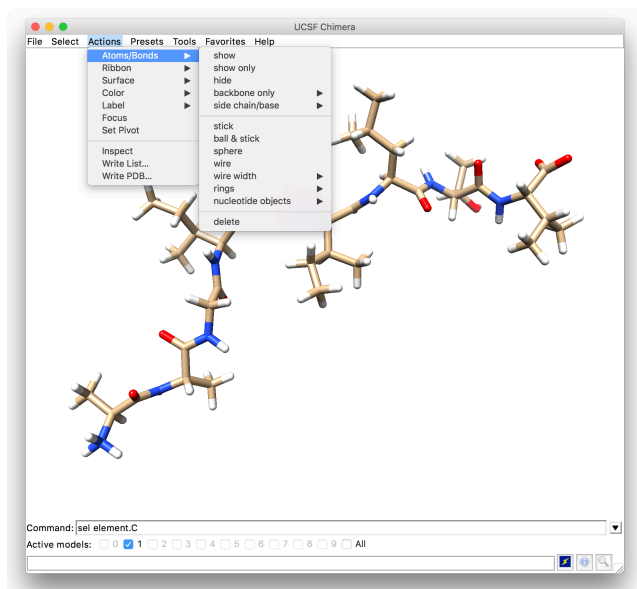 UCSF Chimera
File Select Actions Presets Tools Favorites Help
Atoms/Bonds
Ribbon
Surface
Color
Label
Focus
Set Pivot
Inspect
Write List...
Write PDB...
show
show only
hide
backbone only
side chain/base
stick
ball & stick
sphere
wire
wire width
rings
nucleotide objects
delete
Command: sel element.C
Active models: 0 1 2 3 4 5 6 7 8 9 All